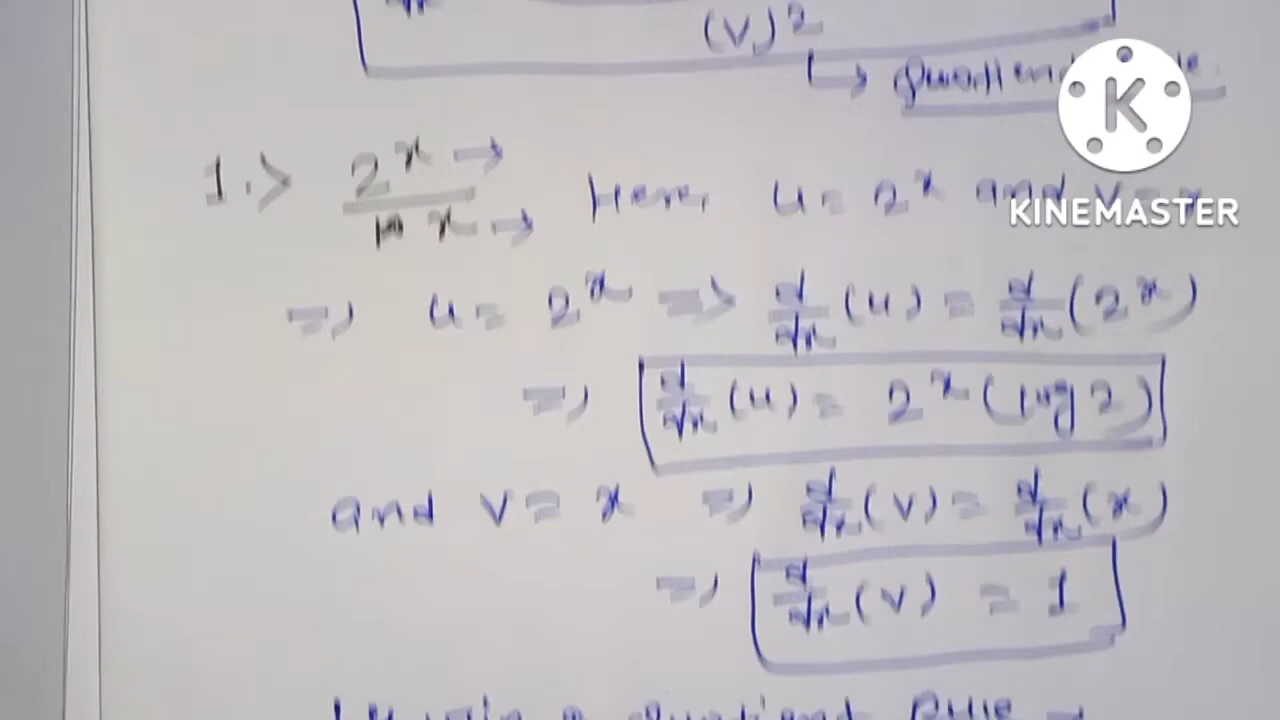 (v)²
K
1.> 2^x → Here, u = 2^x and v = x
x →
KINEMASTER
=> u = 2^x => d/dx (u) = d/dx (2^x)
=> d/dx (u) = 2^x (log 2)
and v = x => d/dx (v) = d/dx (x)
=> d/dx (v) = 1
Rule →